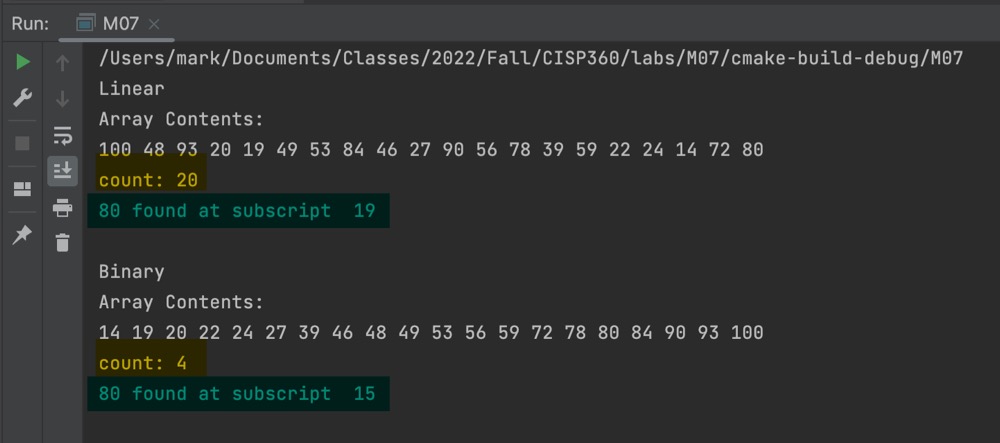 Run: M07
/Users/mark/Documents/Classes/2022/Fall/CISP360/labs/M07/cmake-build-debug/M07
Linear
Array Contents:
100 48 93 20 19 49 53 84 46 27 90 56 78 39 59 22 24 14 72 80
count: 20
80 found at subscript  19
Binary
Array Contents:
14 19 20 22 24 27 39 46 48 49 53 56 59 72 78 80 84 90 93 100
count: 4
80 found at subscript  15